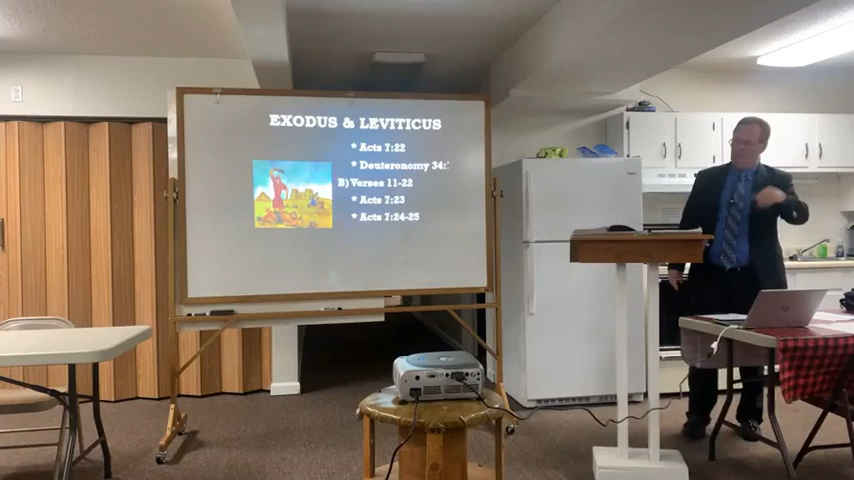 EXODUS & LEVITICUS
* Acts 7:22
* Deuteronomy 34:
B) Verses 11-22
* Acts 7:23
* Acts 7:24-25